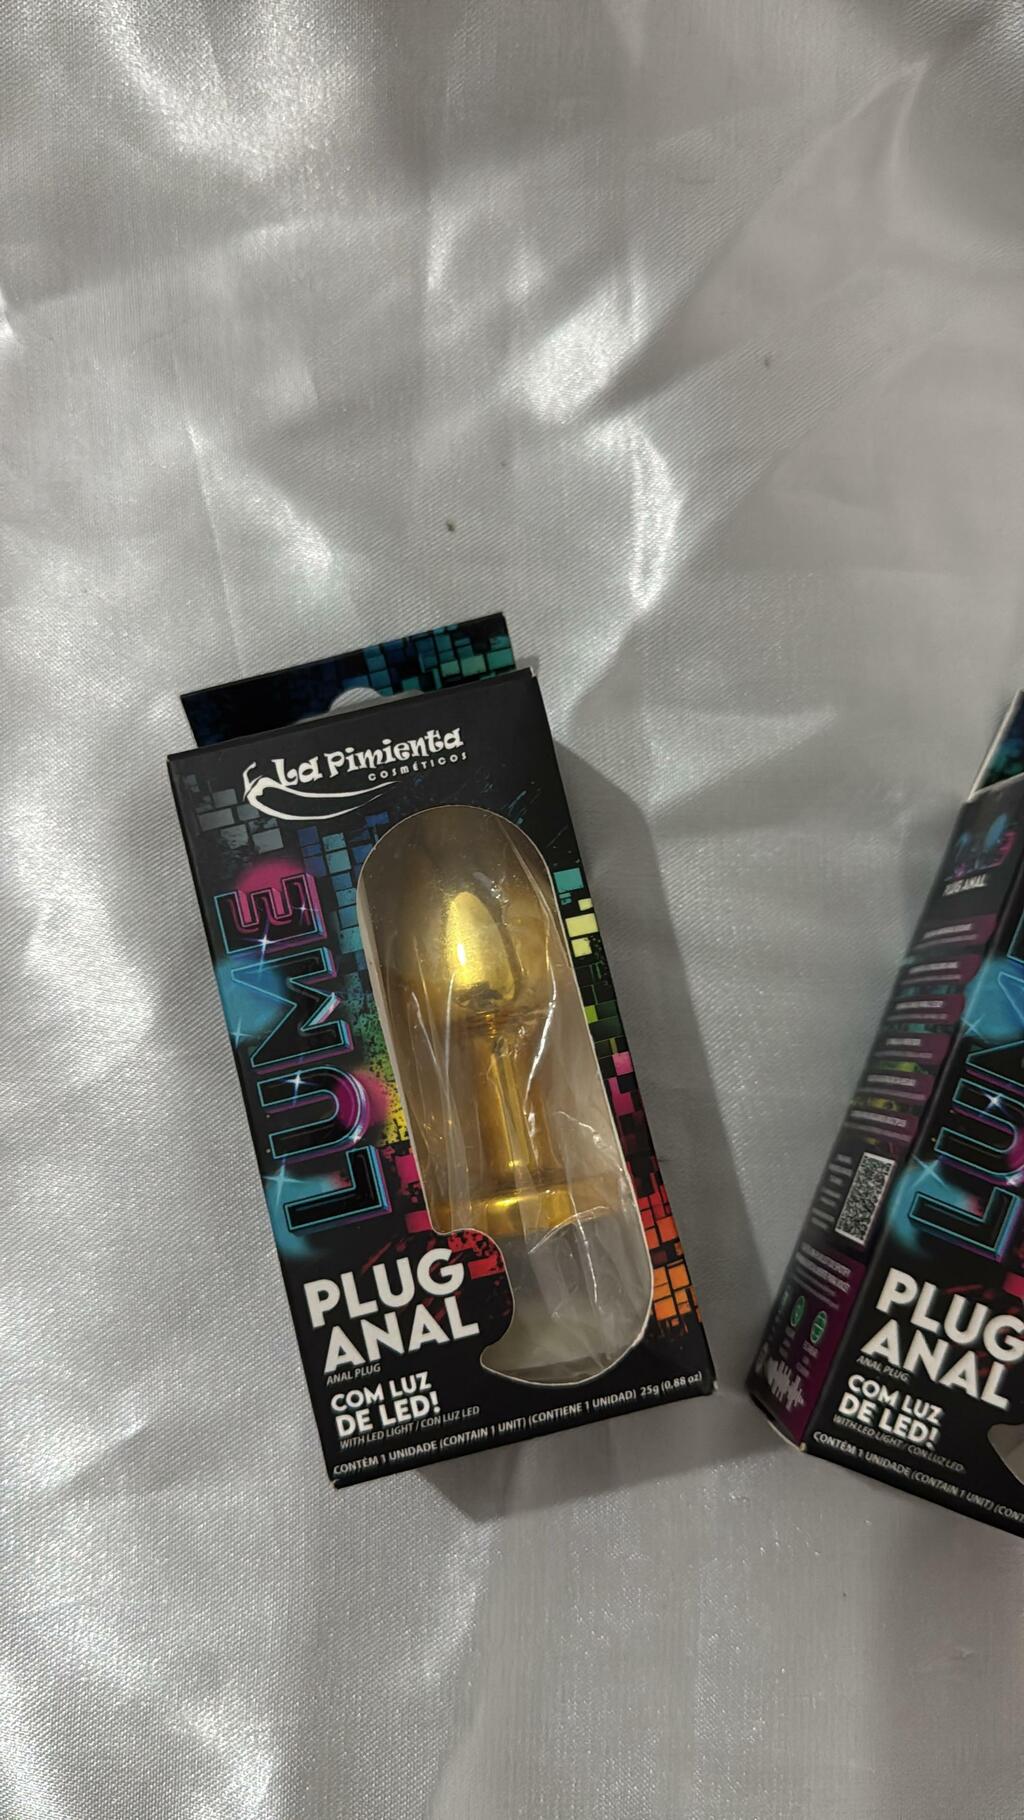 La Pimienta
COSMÉTICOS
LUME
PLUG
ANAL
ANAL PLUG
COM LUZ
DE LED!
WITH LED LIGHT / CON LUZ LED
CONTÉM 1 UNIDADE (CONTAIN 1 UNIT) (CONTIENE 1 UNIDAD) 25g (0,88 oz)
PLUG ANAL
LUME
PLUG
ANAL
ANAL PLUG
COM LUZ
DE LED!
WITH LED LIGHT / CON LUZ LED
CONTÉM 1 UNIDADE (CONTAIN 1 UNIT) (CONT